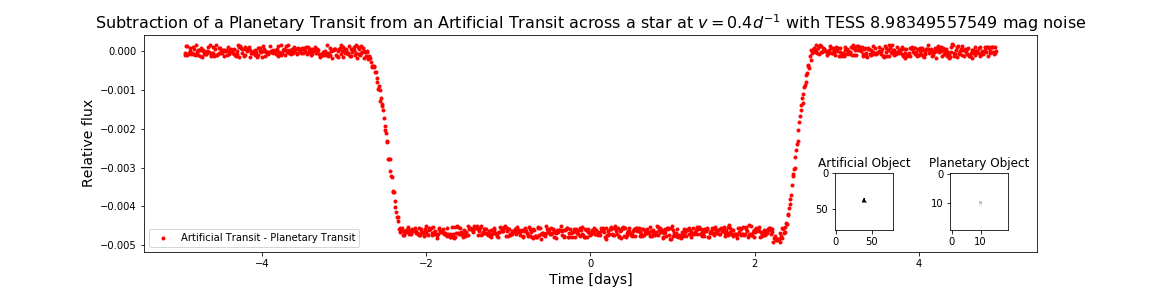 Subtraction of a Planetary Transit from an Artificial Transit across a star at v = 0.4d⁻¹ with TESS 8.98349557549 mag noise
0.000
−0.001
−0.002
−0.003
−0.004
−0.005
Relative flux
Artificial Transit - Planetary Transit
Artificial Object
0
50
0 50
Planetary Object
0
10
0 10
−4 −2 0 2 4
Time [days]